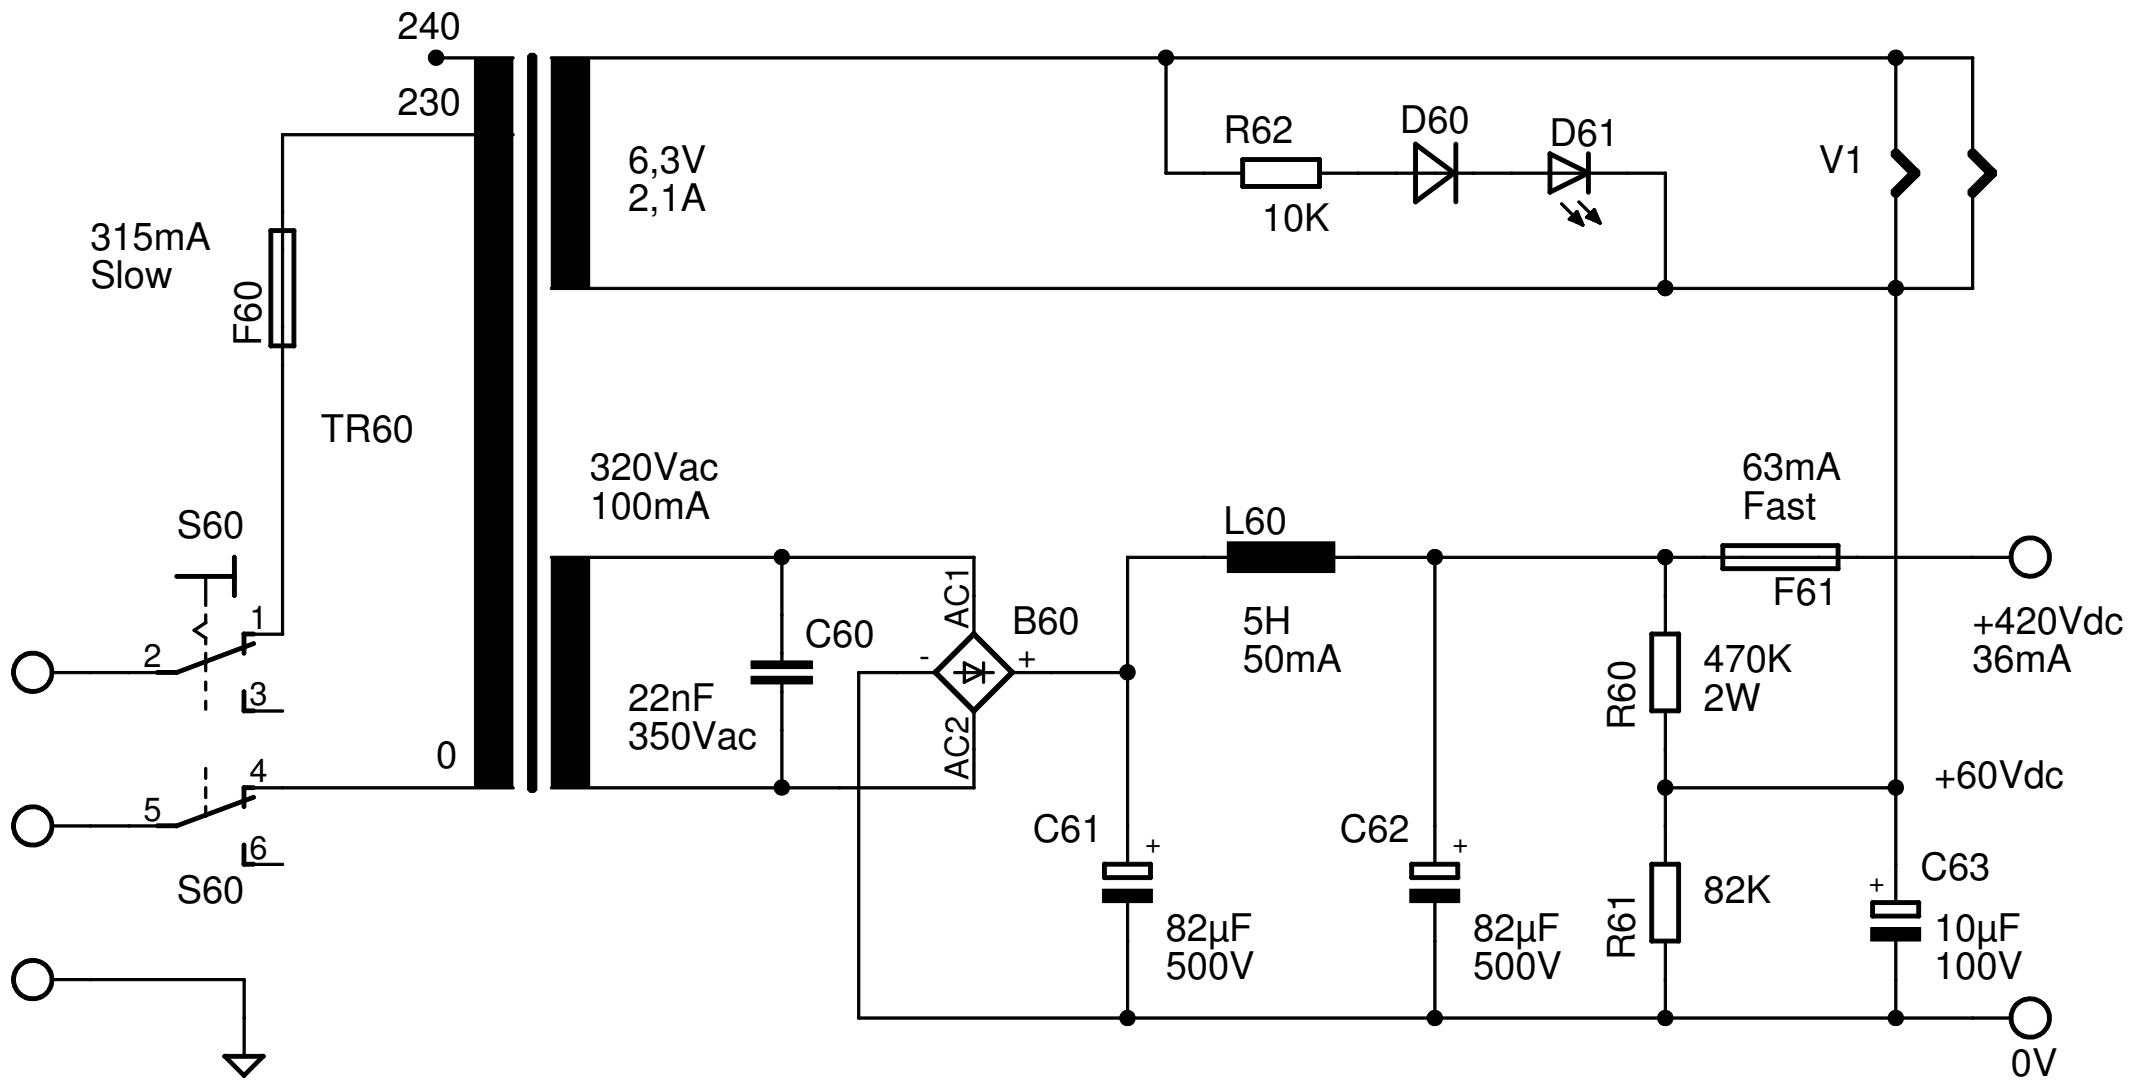 240
230
6,3V
2,1A
R62
10K
D60
D61
V1
315mA
Slow
F60
TR60
320Vac
100mA
S60
1
2
3
0
4
5
6
S60
C60
22nF
350Vac
AC1
AC2
B60
-
+
L60
5H
50mA
63mA
Fast
F61
+420Vdc
36mA
R60
470K
2W
+60Vdc
C61
+
82µF
500V
C62
+
82µF
500V
R61
82K
C63
+
10µF
100V
0V